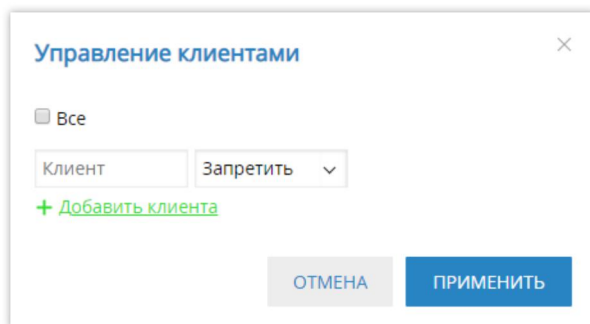 Управление клиентами
Все
Клиент Запретить
+ Добавить клиента
ОТМЕНА ПРИМЕНИТЬ